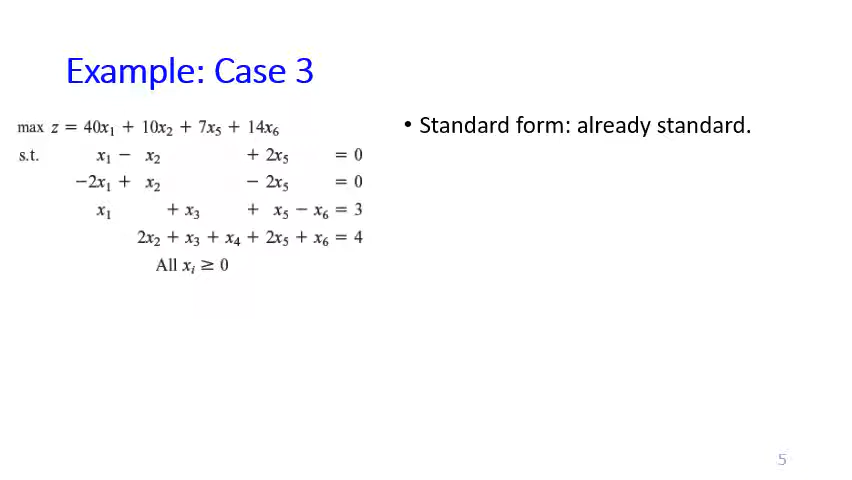 Example: Case 3
max z = 40x₁ + 10x₂ + 7x₅ + 14x₆
s.t. x₁ − x₂ + 2x₅ = 0
−2x₁ + x₂ − 2x₅ = 0
x₁ + x₃ + x₅ − x₆ = 3
2x₂ + x₃ + x₄ + 2x₅ + x₆ = 4
All xᵢ ≥ 0
• Standard form: already standard.
5